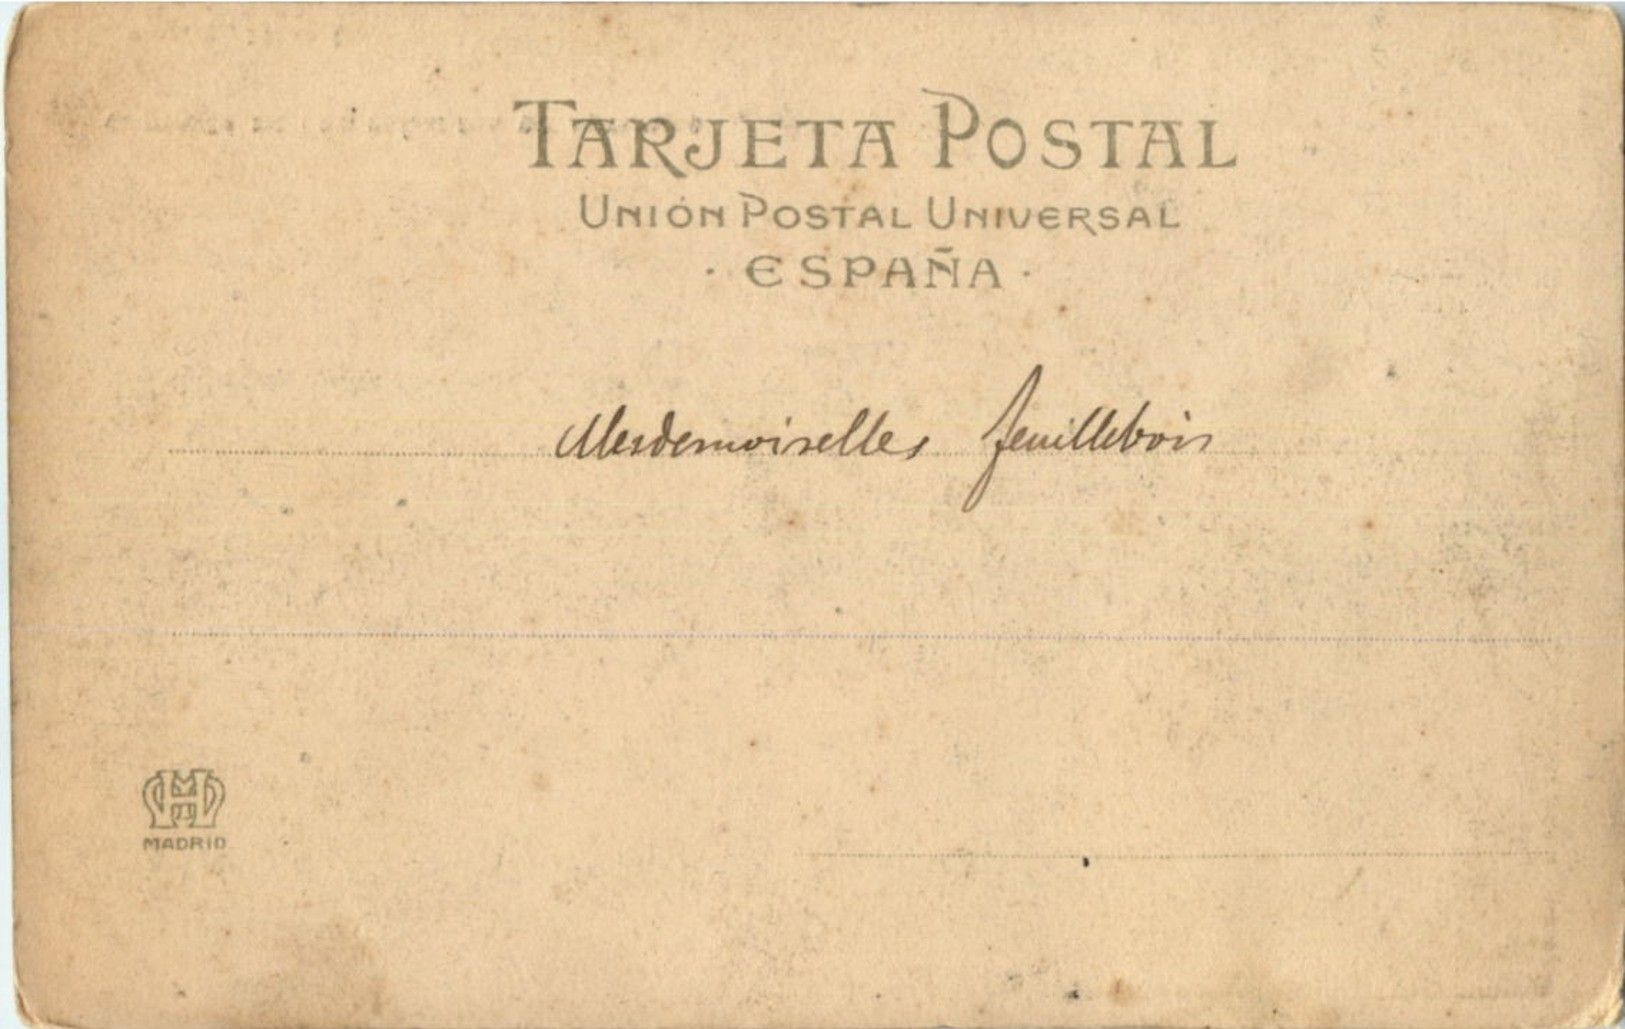 TARJETA POSTAL
UNIÓN POSTAL UNIVERSAL
· ESPAÑA ·
Mesdemoiselles feuillebois
MADRID